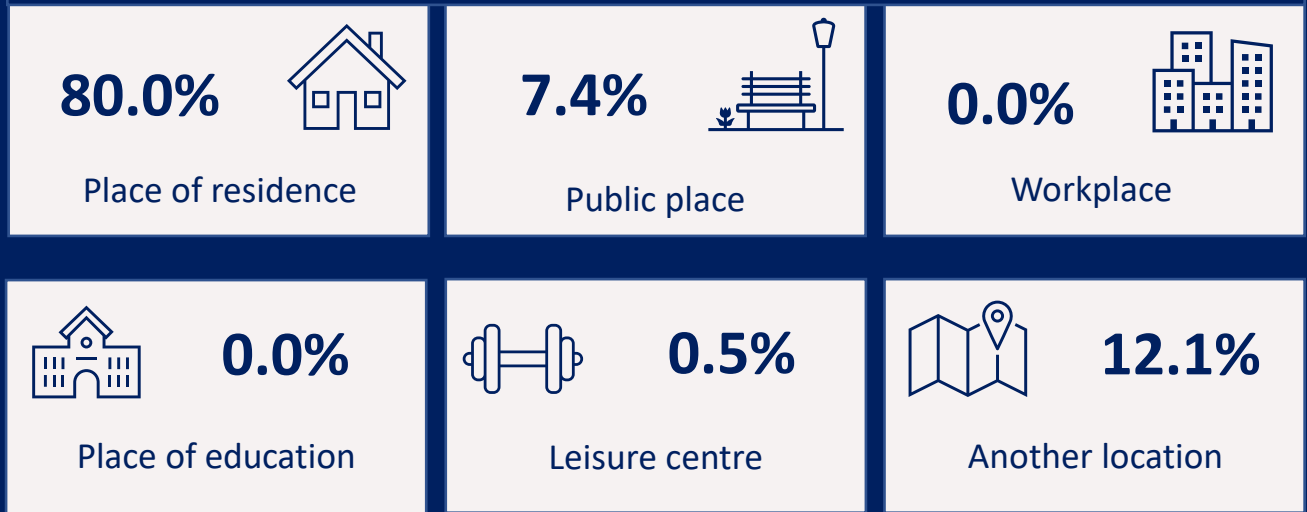 80.0%
Place of residence
7.4%
Public place
0.0%
Workplace
0.0%
Place of education
0.5%
Leisure centre
12.1%
Another location